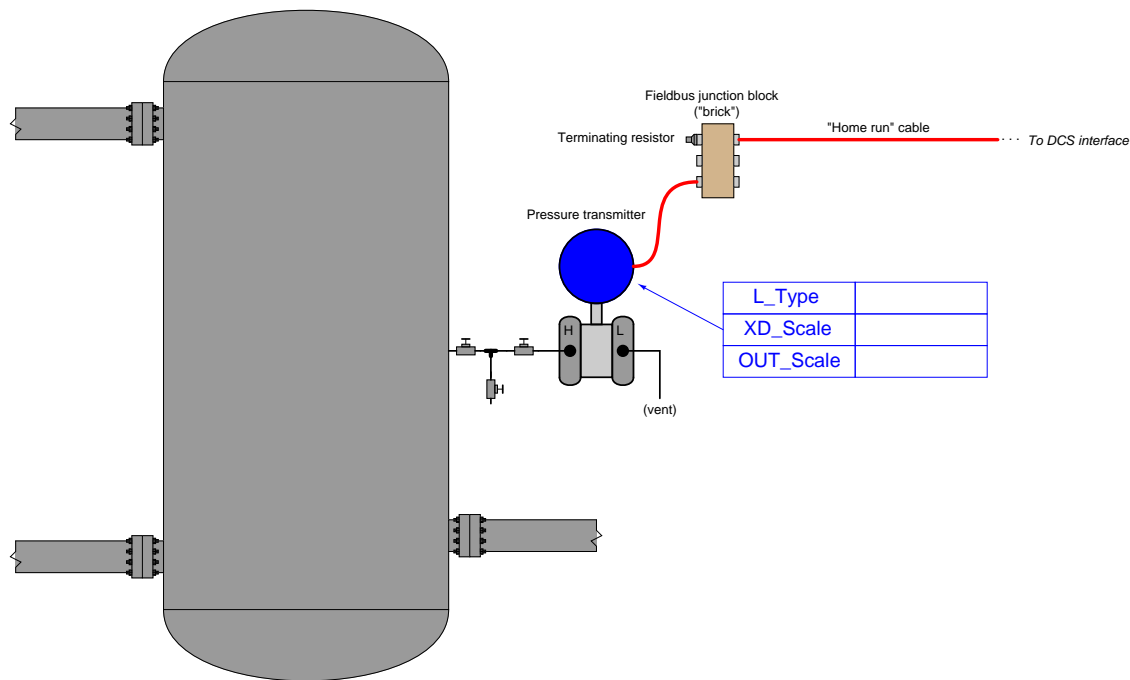 Fieldbus junction block
("brick")
Terminating resistor
"Home run" cable
To DCS interface
Pressure transmitter
H
L
L_Type
XD_Scale
OUT_Scale
(vent)